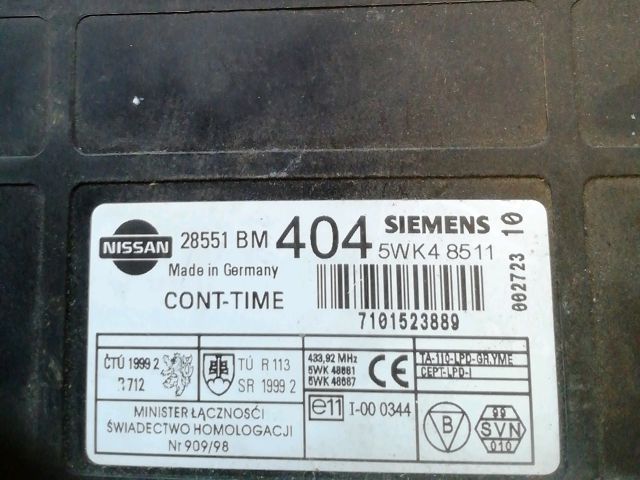 NISSAN 28551 BM 404 SIEMENS
5WK4 8511
Made in Germany
CONT-TIME
7101523889
002723 10
ČTÚ 1999 2
712
TÚ R 113
SR 1999 2
433,92 MHz
5WK 48681
5WK 48687
CE
TA-110-LPD-GR.YME
CEPT-LPD-I
MINISTER ŁĄCZNOŚCI
ŚWIADECTWO HOMOLOGACJI
Nr 909/98
e11 I-00 0344
B
99
SVN
010